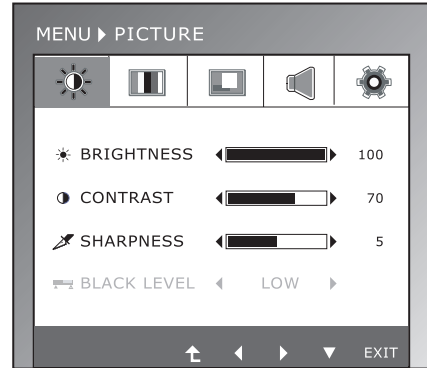 MENU PICTURE
BRIGHTNESS 100
CONTRAST 70
SHARPNESS 5
BLACK LEVEL LOW
EXIT